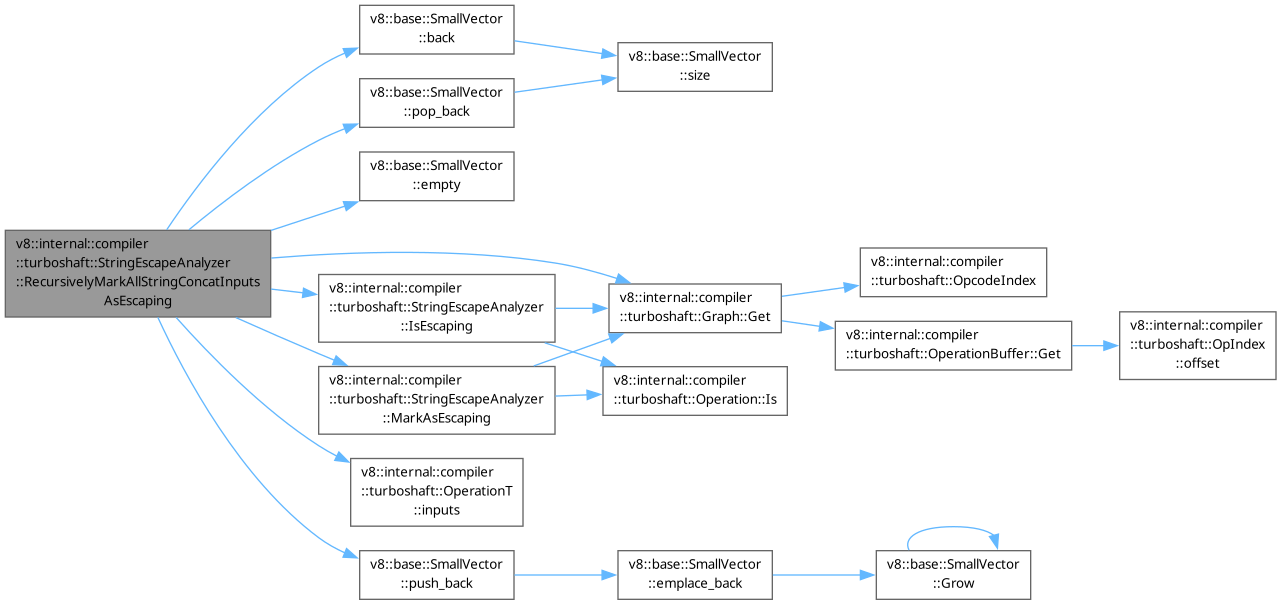 v8::base::SmallVector
::back
v8::base::SmallVector
::size
v8::base::SmallVector
::pop_back
v8::base::SmallVector
::empty
v8::internal::compiler
::turboshaft::StringEscapeAnalyzer
::RecursivelyMarkAllStringConcatInputs
AsEscaping
v8::internal::compiler
::turboshaft::StringEscapeAnalyzer
::IsEscaping
v8::internal::compiler
::turboshaft::Graph::Get
v8::internal::compiler
::turboshaft::OpcodeIndex
v8::internal::compiler
::turboshaft::OperationBuffer::Get
v8::internal::compiler
::turboshaft::OpIndex
::offset
v8::internal::compiler
::turboshaft::StringEscapeAnalyzer
::MarkAsEscaping
v8::internal::compiler
::turboshaft::Operation::Is
v8::internal::compiler
::turboshaft::OperationT
::inputs
v8::base::SmallVector
::push_back
v8::base::SmallVector
::emplace_back
v8::base::SmallVector
::Grow